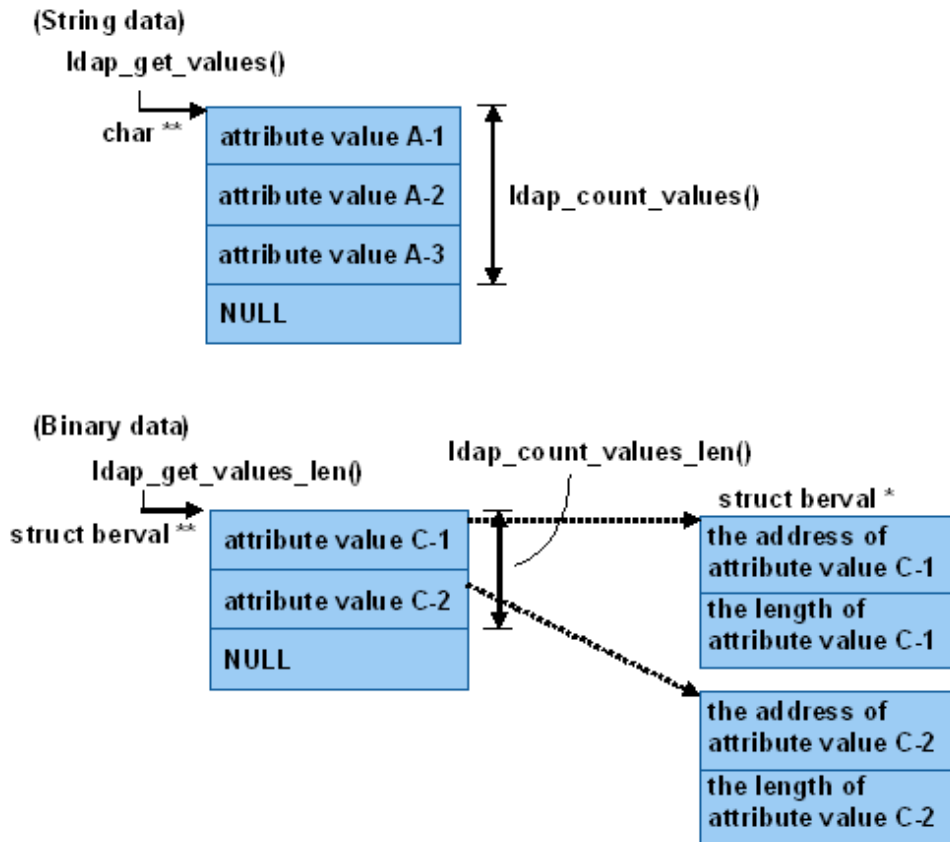 (String data)
ldap_get_values()
char **
attribute value A-1
attribute value A-2
attribute value A-3
NULL
ldap_count_values()
(Binary data)
ldap_get_values_len()
struct berval **
attribute value C-1
attribute value C-2
NULL
ldap_count_values_len()
struct berval *
the address of
attribute value C-1
the length of
attribute value C-1
the address of
attribute value C-2
the length of
attribute value C-2